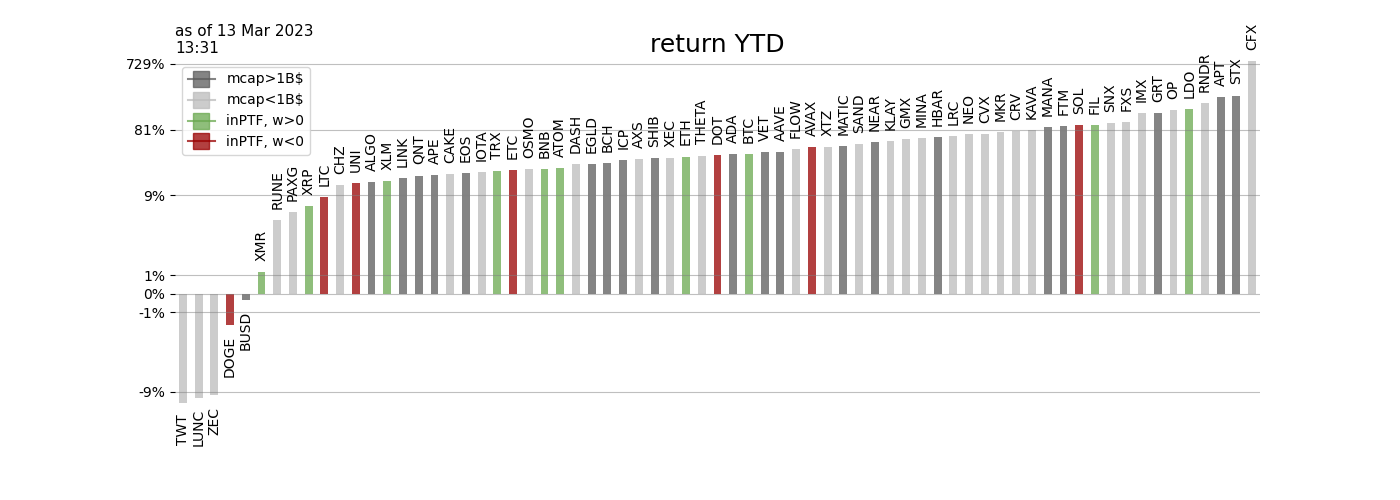 as of 13 Mar 2023
13:31
return YTD
729%
81%
9%
1%
0%
-1%
-9%
mcap>1B$
mcap<1B$
inPTF, w>0
inPTF, w<0
TWT
LUNC
ZEC
DOGE
BUSD
XMR
RUNE
PAXG
XRP
LTC
CHZ
UNI
ALGO
XLM
LINK
QNT
APE
CAKE
EOS
IOTA
TRX
ETC
OSMO
BNB
ATOM
DASH
EGLD
BCH
ICP
AXS
SHIB
XEC
ETH
THETA
DOT
ADA
BTC
VET
AAVE
FLOW
AVAX
XTZ
MATIC
SAND
NEAR
KLAY
GMX
MINA
HBAR
LRC
NEO
CVX
MKR
CRV
KAVA
MANA
FTM
SOL
FIL
SNX
FXS
IMX
GRT
OP
LDO
RNDR
APT
STX
CFX